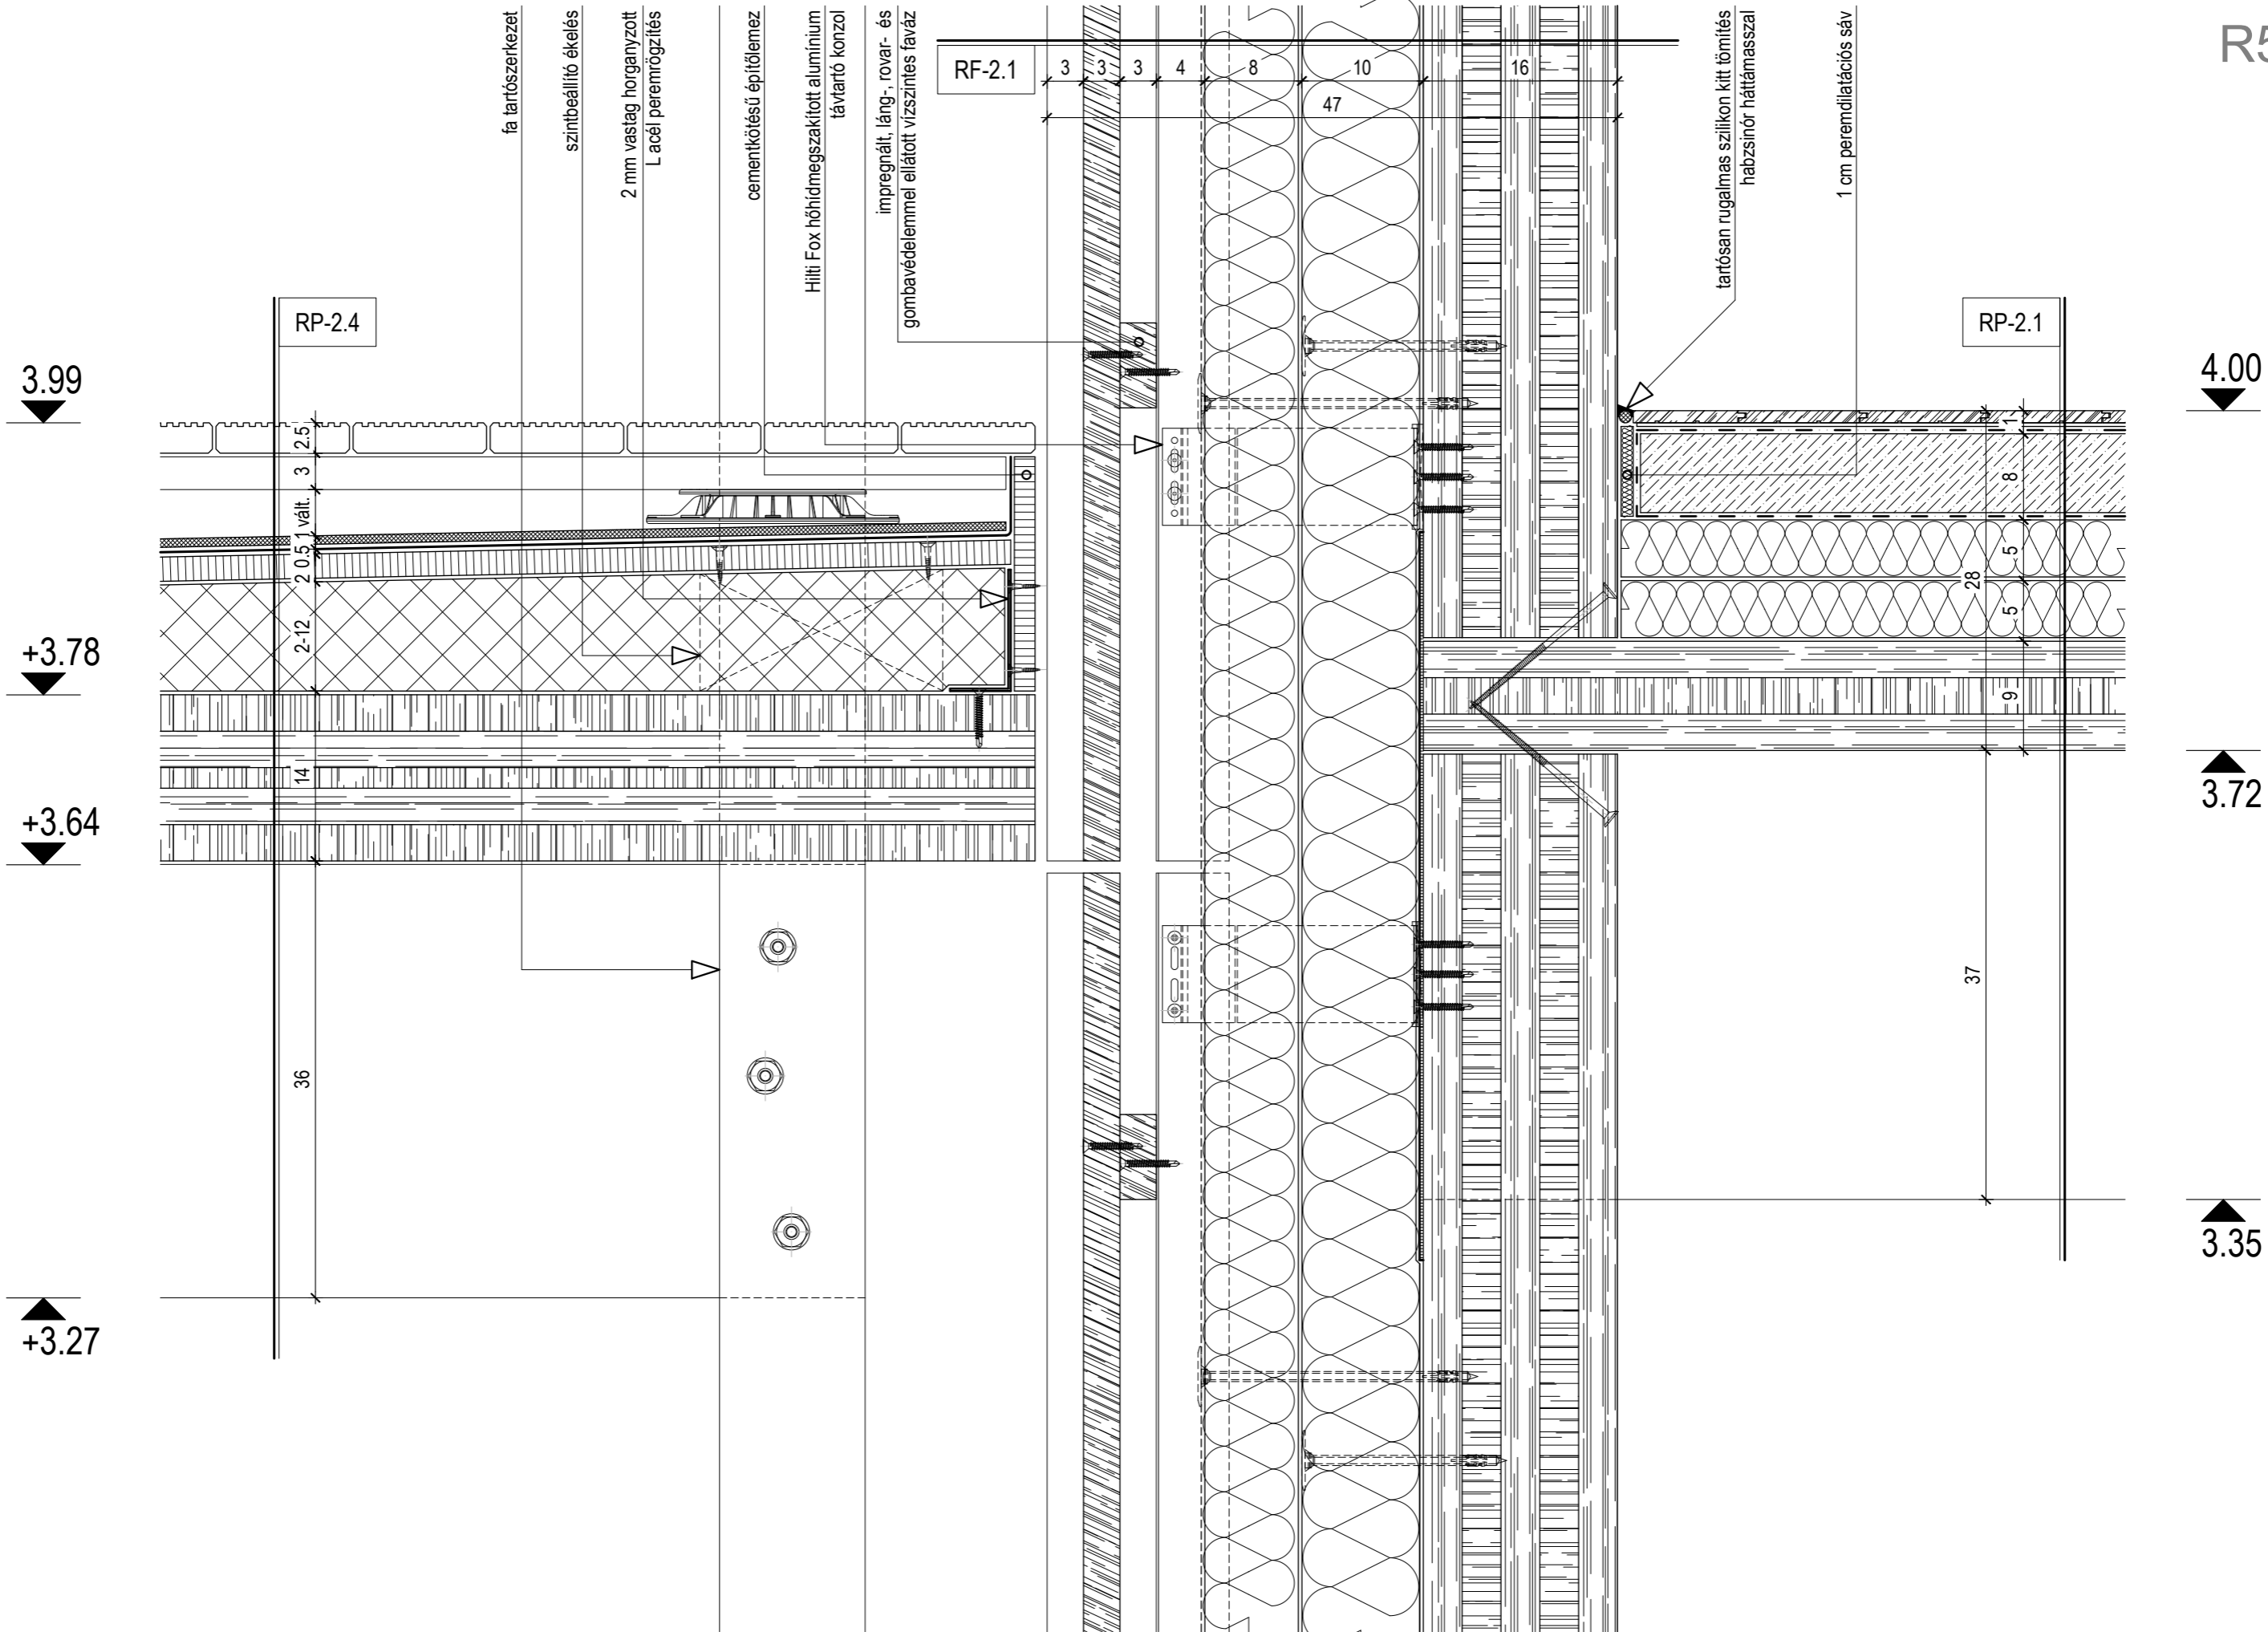 fa tartószerkezet
szintbeállító ékelés
2 mm vastag horganyzott
L acél peremrögzítés
cementkötésű építőlemez
Hilti Fox hőhídmegszakított alumínium
távtartó konzol
impregnált, láng-, rovar- és
gombavédelemmel ellátott vízszintes faváz
RF-2.1
3 3 3 4 8 10 16
47
tartósan rugalmas szilikon kitt tömítés
habzsinór háttámasszal
1 cm peremdilatációs sáv
R5
RP-2.4
RP-2.1
3.99
+3.78
+3.64
+3.27
2.5
3
1 vált.
0.5
2
2-12
14
36
1
8
5
5
9
28
37
4.00
3.72
3.35